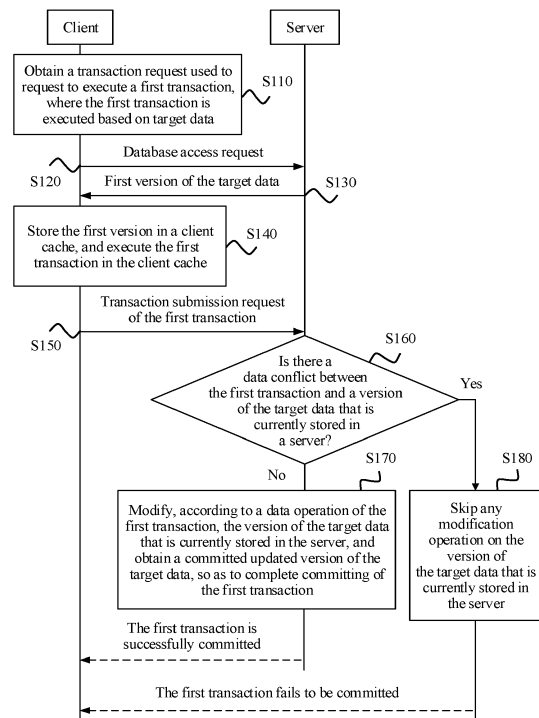 Client
Server
Obtain a transaction request used to
request to execute a first transaction,
where the first transaction is
executed based on target data
S110
Database access request
S120
First version of the target data
S130
Store the first version in a client
cache, and execute the first
transaction in the client cache
S140
Transaction submission request
of the first transaction
S150
S160
Is there a
data conflict between
the first transaction and a version
of the target data that is
currently stored in
a server?
Yes
No
S170
S180
Modify, according to a data operation of the
first transaction, the version of the target data
that is currently stored in the server, and
obtain a committed updated version of the
target data, so as to complete committing of
the first transaction
Skip any
modification
operation on the
version of
the target data that is
currently stored in
the server
The first transaction is
successfully committed
The first transaction fails to be committed